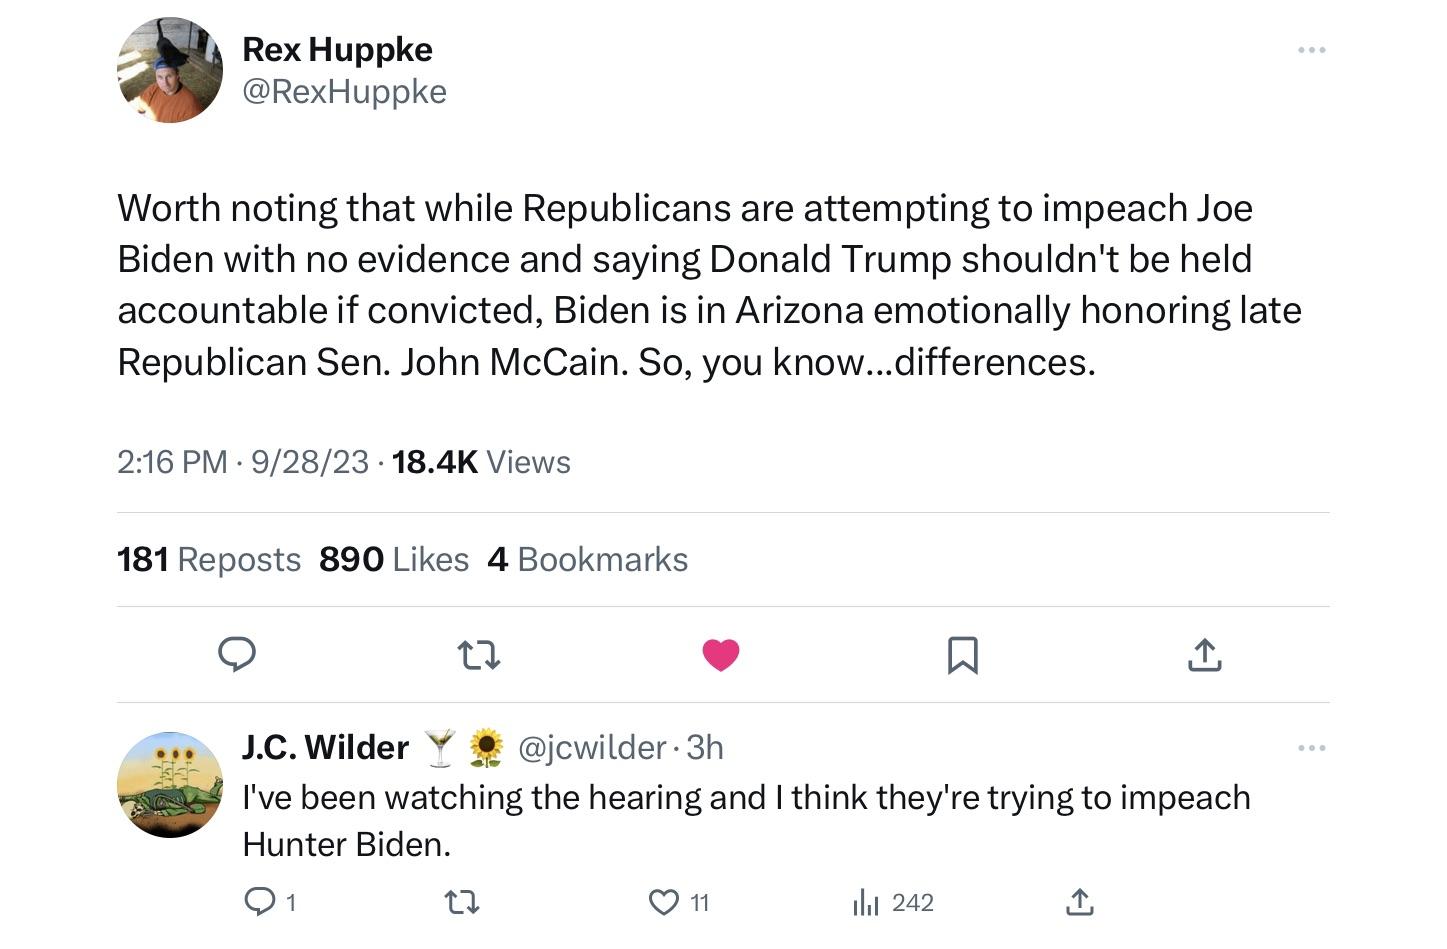 Rex Huppke
@RexHuppke
Worth noting that while Republicans are attempting to impeach Joe
Biden with no evidence and saying Donald Trump shouldn't be held
accountable if convicted, Biden is in Arizona emotionally honoring late
Republican Sen. John McCain. So, you know...differences.
2:16 PM · 9/28/23 · 18.4K Views
181 Reposts 890 Likes 4 Bookmarks
J.C. Wilder 🍸🌻 @jcwilder · 3h
I've been watching the hearing and I think they're trying to impeach
Hunter Biden.
1 11 242